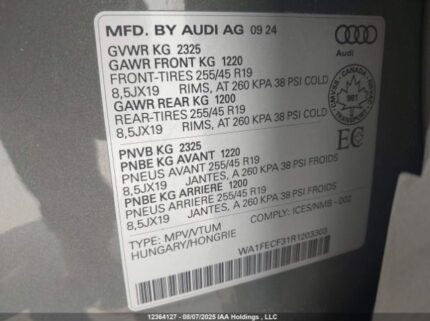 MFD. BY AUDI AG 09 24
GVWR KG 2325
GAWR FRONT KG 1220
FRONT-TIRES 255/45 R19
8,5JX19 RIMS, AT 260 KPA 38 PSI COLD
GAWR REAR KG 1200
REAR-TIRES 255/45 R19
8,5JX19 RIMS, AT 260 KPA 38 PSI COLD
Audi
CANADA
901
TRANSPORT
EC
PNVB KG 2325
PNBE KG AVANT 1220
PNEUS AVANT 255/45 R19
8,5JX19 JANTES, A 260 KPA 38 PSI FROIDS
PNBE KG ARRIERE 1200
PNEUS ARRIERE 255/45 R19
8,5JX19 JANTES, A 260 KPA 38 PSI FROIDS
COMPLY: ICES/NMB - 002
TYPE: MPV/VTUM
HUNGARY/HONGRIE
WA1FECF31R1203303
12364127 - 08/07/2025 IAA Holdings , LLC